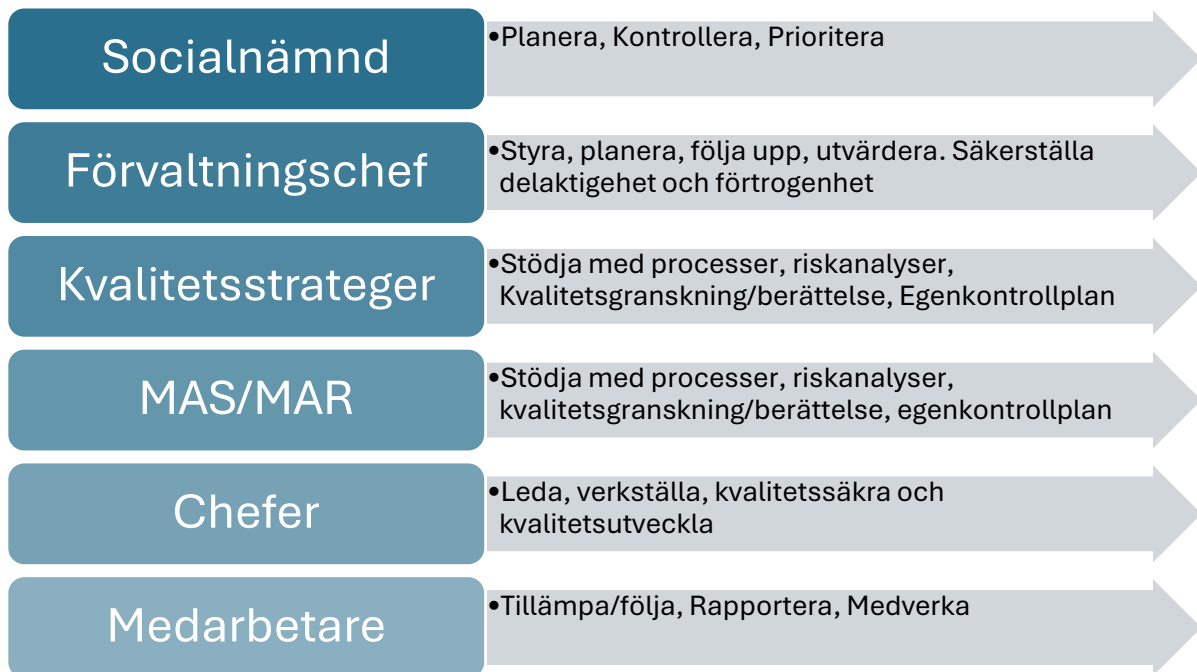 Socialnämnd
•Planera, Kontrollera, Prioritera
Förvaltningschef
•Styra, planera, följa upp, utvärdera. Säkerställa
delaktigehet och förtrogenhet
Kvalitetsstrateger
•Stödja med processer, riskanalyser,
Kvalitetsgranskning/berättelse, Egenkontrollplan
MAS/MAR
•Stödja med processer, riskanalyser,
kvalitetsgranskning/berättelse, egenkontrollplan
Chefer
•Leda, verkställa, kvalitetssäkra och
kvalitetsutveckla
Medarbetare
•Tillämpa/följa, Rapportera, Medverka